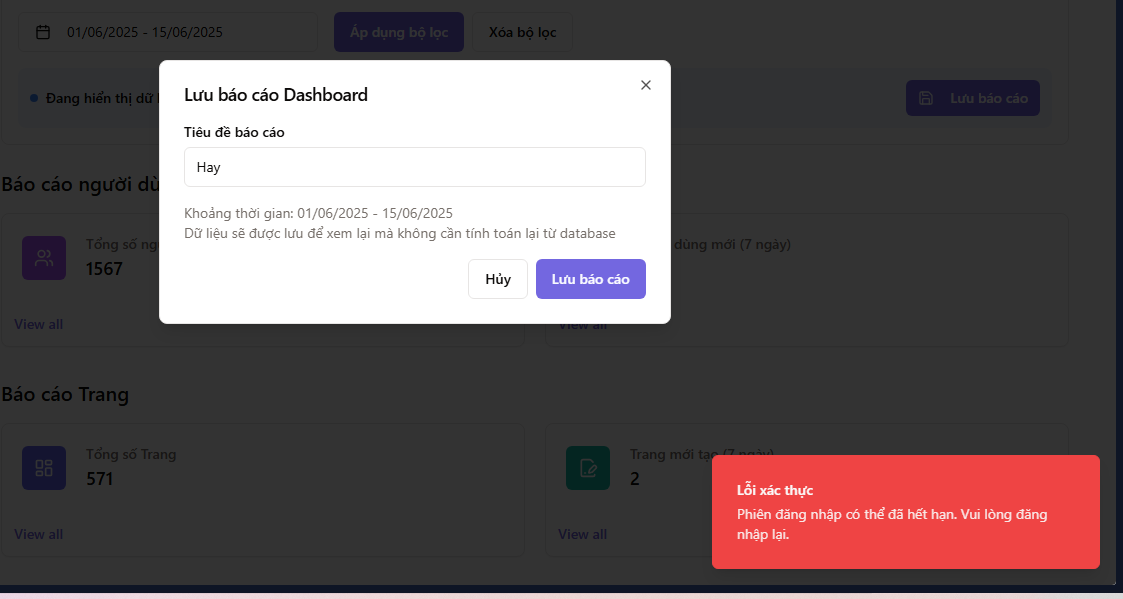 01/06/2025 - 15/06/2025
Áp dụng bộ lọc
Xóa bộ lọc
Đang hiển thị dữ
Lưu báo cáo
Lưu báo cáo Dashboard
Tiêu đề báo cáo
Hay
Khoảng thời gian: 01/06/2025 - 15/06/2025
Dữ liệu sẽ được lưu để xem lại mà không cần tính toán lại từ database
Hủy
Lưu báo cáo
Báo cáo người dù
Tổng số ng
1567
View all
dùng mới (7 ngày)
View all
Báo cáo Trang
Tổng số Trang
571
View all
Trang mới tạo (7 ngày)
2
View all
Lỗi xác thực
Phiên đăng nhập có thể đã hết hạn. Vui lòng đăng
nhập lại.